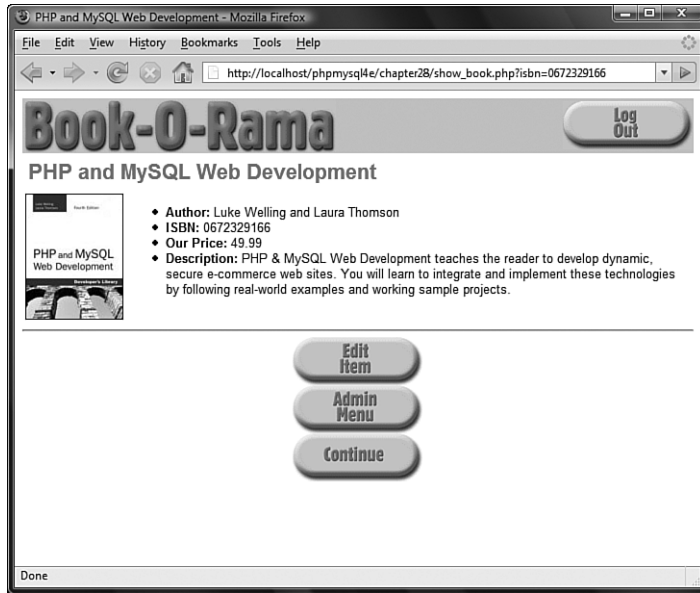 PHP and MySQL Web Development - Mozilla Firefox
File Edit View History Bookmarks Tools Help
http://localhost/phpmysql4e/chapter28/show_book.php?isbn=0672329166
Book-O-Rama
Log
Out
PHP and MySQL Web Development
Fourth Edition
PHP and MySQL
Web Development
Developer's Library
Author: Luke Welling and Laura Thomson
ISBN: 0672329166
Our Price: 49.99
Description: PHP & MySQL Web Development teaches the reader to develop dynamic,
secure e-commerce web sites. You will learn to integrate and implement these technologies
by following real-world examples and working sample projects.
Edit
Item
Admin
Menu
Continue
Done